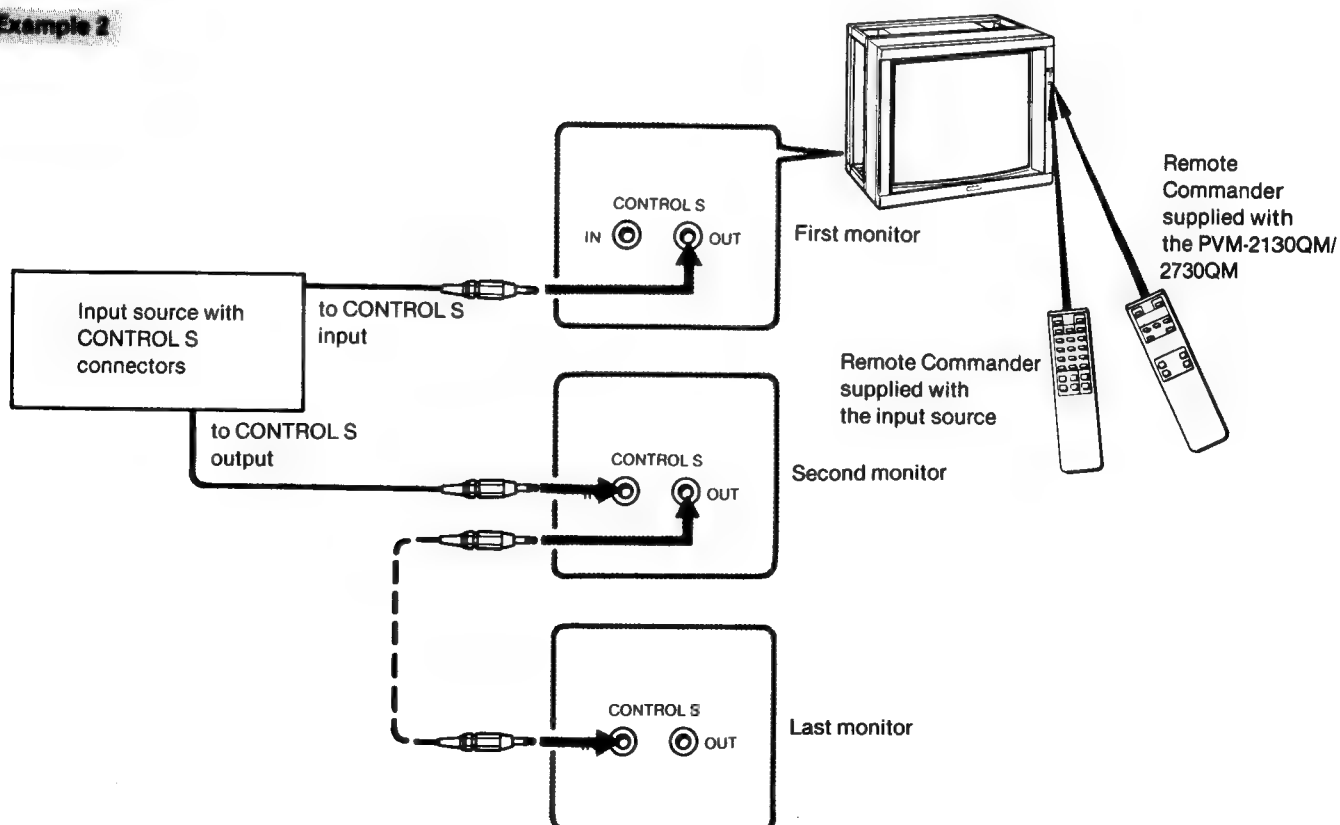 Example 2
CONTROL S
IN
OUT
First monitor
Remote
Commander
supplied with
the PVM-2130QM/
2730QM
Input source with
CONTROL S
connectors
to CONTROL S
input
Remote Commander
supplied with
the input source
to CONTROL S
output
CONTROL S
OUT
Second monitor
CONTROL S
OUT
Last monitor